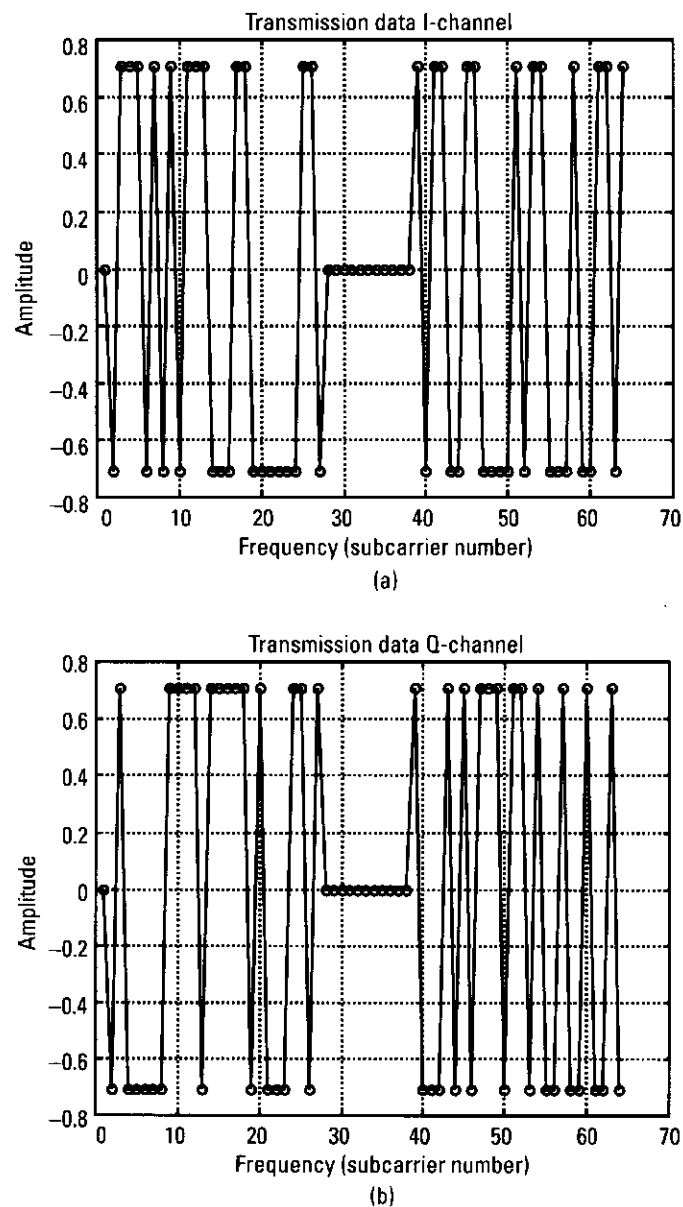 Transmission data I-channel
0.8
0.6
0.4
0.2
0
−0.2
−0.4
−0.6
−0.8
Amplitude
0 10 20 30 40 50 60 70
Frequency (subcarrier number)
(a)
Transmission data Q-channel
0.8
0.6
0.4
0.2
0
−0.2
−0.4
−0.6
−0.8
Amplitude
0 10 20 30 40 50 60 70
Frequency (subcarrier number)
(b)